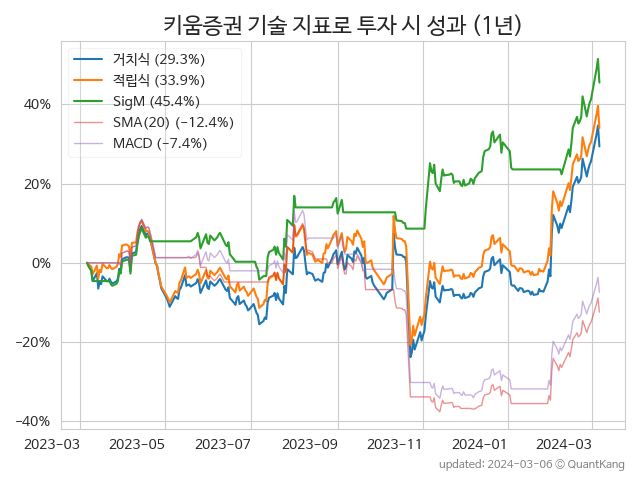 키움증권 기술 지표로 투자 시 성과 (1년)
거치식 (29.3%)
적립식 (33.9%)
SigM (45.4%)
SMA(20) (−12.4%)
MACD (−7.4%)
40%
20%
0%
−20%
−40%
2023-03 2023-05 2023-07 2023-09 2023-11 2024-01 2024-03
updated: 2024-03-06 ⓒ QuantKang